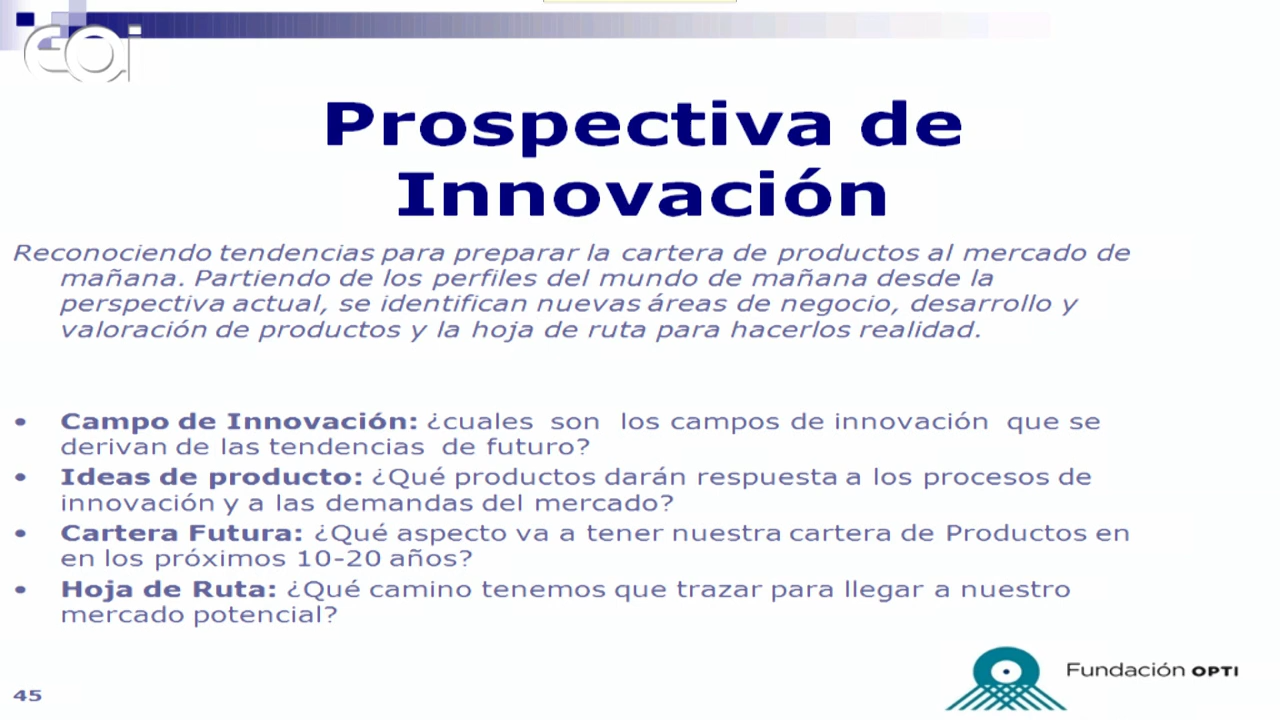 eoi
Prospectiva de
Innovación
Reconociendo tendencias para preparar la cartera de productos al mercado de
mañana. Partiendo de los perfiles del mundo de mañana desde la
perspectiva actual, se identifican nuevas áreas de negocio, desarrollo y
valoración de productos y la hoja de ruta para hacerlos realidad.
• Campo de Innovación: ¿cuales son los campos de innovación que se
derivan de las tendencias de futuro?
• Ideas de producto: ¿Qué productos darán respuesta a los procesos de
innovación y a las demandas del mercado?
• Cartera Futura: ¿Qué aspecto va a tener nuestra cartera de Productos en
en los próximos 10-20 años?
• Hoja de Ruta: ¿Qué camino tenemos que trazar para llegar a nuestro
mercado potencial?
Fundación OPTI
45